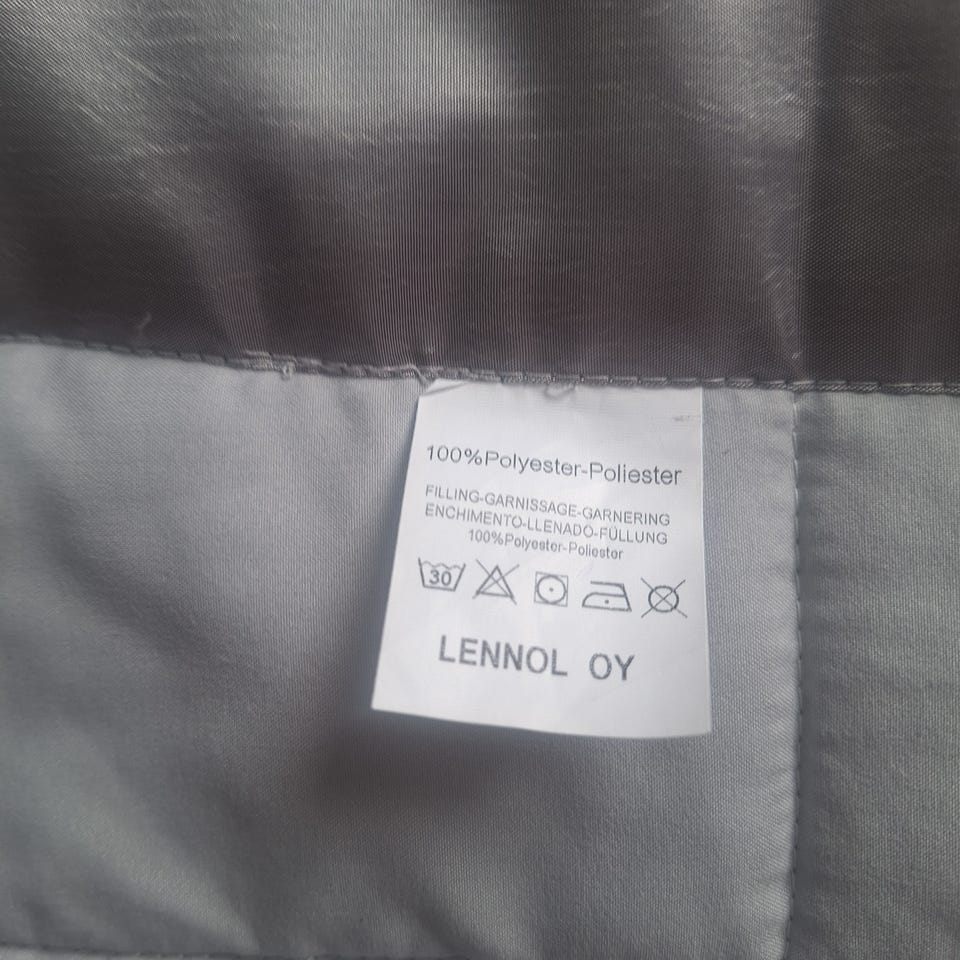 100%Polyester-Poliester
FILLING-GARNISSAGE-GARNERING
ENCHIMENTO-LLENADO-FÜLLUNG
100%Polyester-Poliester
30
LENNOL OY